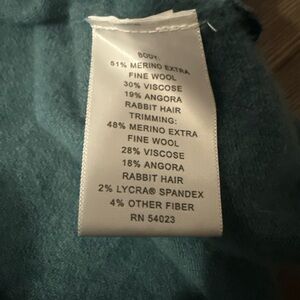 BODY:
51% MERINO EXTRA
FINE WOOL
30% VISCOSE
19% ANGORA
RABBIT HAIR
TRIMMING:
48% MERINO EXTRA
FINE WOOL
28% VISCOSE
18% ANGORA
RABBIT HAIR
2% LYCRA® SPANDEX
4% OTHER FIBER
RN 54023